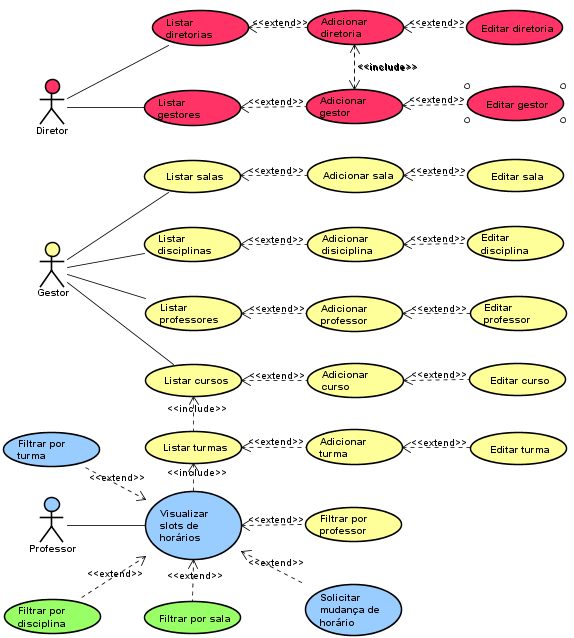 Listar
diretorias
<<extend>>
Adicionar
diretoria
<<extend>>
Editar diretoria
<<include>>
Diretor
Listar
gestores
<<extend>>
Adicionar
gestor
<<extend>>
Editar gestor
Listar salas
<<extend>>
Adicionar sala
<<extend>>
Editar sala
Gestor
Listar
disciplinas
<<extend>>
Adicionar
disiciplina
<<extend>>
Editar
disciplina
Listar
professores
<<extend>>
Adicionar
professor
<<extend>>
Editar
professor
Listar cursos
<<extend>>
Adicionar
curso
<<extend>>
Editar curso
<<include>>
Filtrar por
turma
Listar turmas
<<extend>>
Adicionar
turma
<<extend>>
Editar turma
<<include>>
<<extend>>
Professor
Visualizar
slots de
horários
<<extend>>
Filtrar por
professor
<<extend>>
<<extend>>
<<extend>>
Filtrar por
disciplina
Filtrar por sala
Solicitar
mudança de
horário